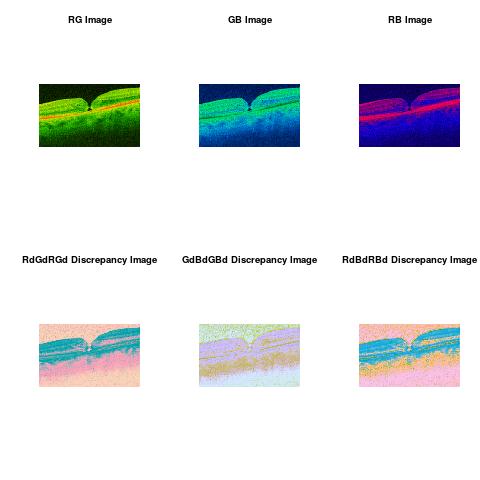 RG Image
GB Image
RB Image
RdGdRGd Discrepancy Image
GdBdGBd Discrepancy Image
RdBdRBd Discrepancy Image